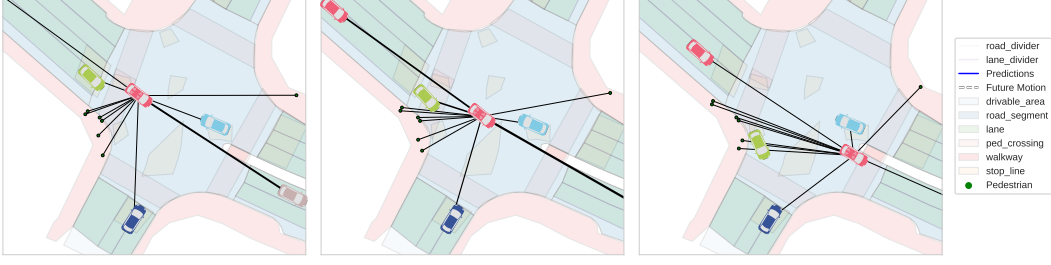 road_divider
lane_divider
Predictions
Future Motion
drivable_area
road_segment
lane
ped_crossing
walkway
stop_line
Pedestrian